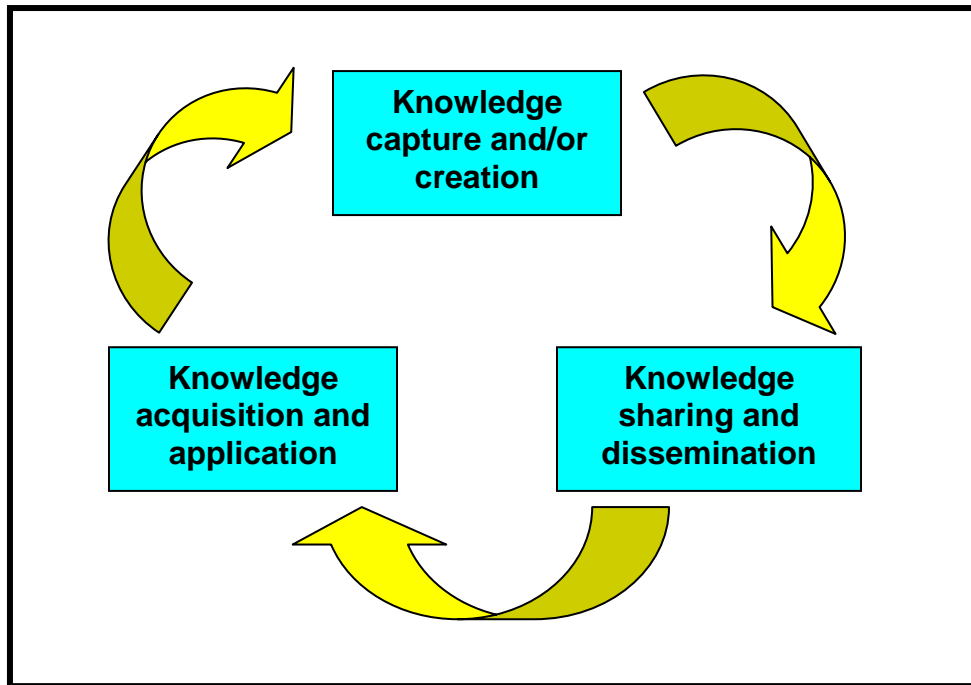 Knowledge
capture and/or
creation
Knowledge
acquisition and
application
Knowledge
sharing and
dissemination